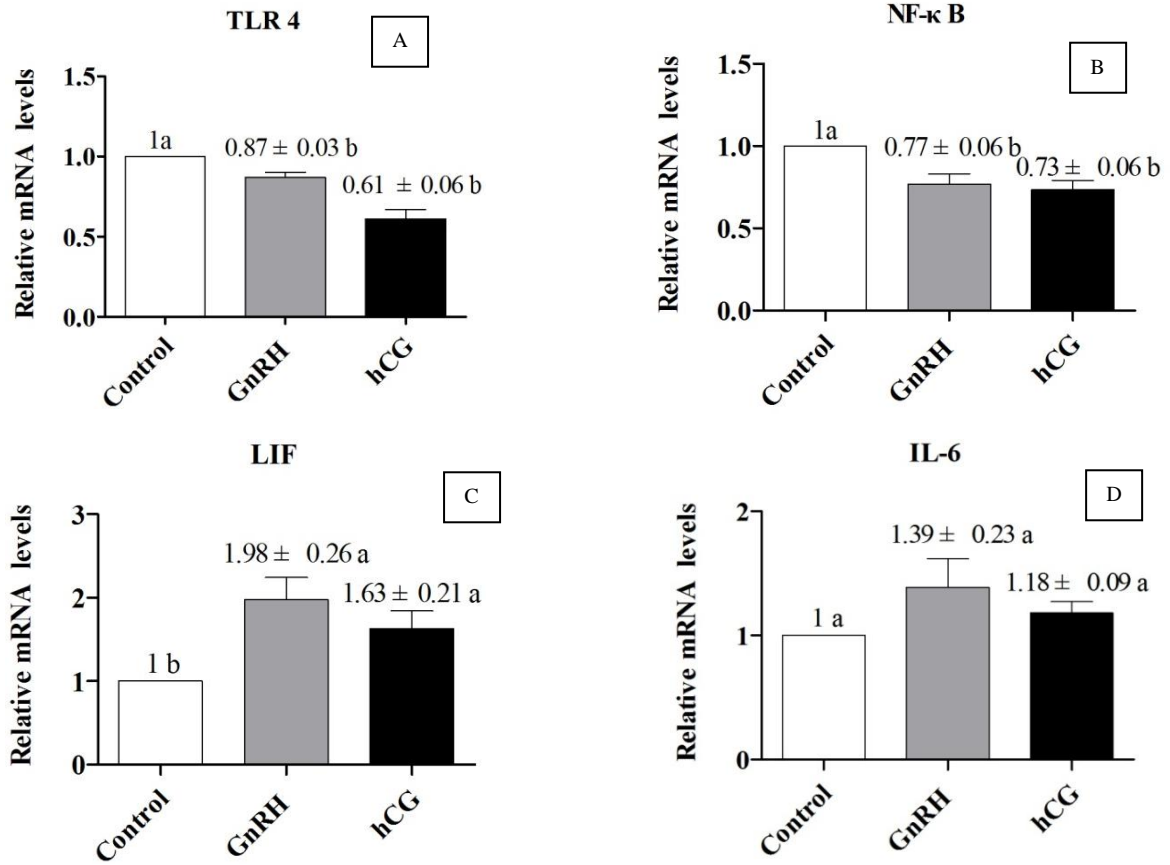 TLR 4
A
Relative mRNA levels
1.5
1.0
0.5
0.0
1a
0.87 ± 0.03 b
0.61 ± 0.06 b
Control
GnRH
hCG
NF-κ B
B
Relative mRNA levels
1.5
1.0
0.5
0.0
1a
0.77 ± 0.06 b
0.73 ± 0.06 b
Control
GnRH
hCG
LIF
C
Relative mRNA levels
3
2
1
0
1 b
1.98 ± 0.26 a
1.63 ± 0.21 a
Control
GnRH
hCG
IL-6
D
Relative mRNA levels
2
1
0
1 a
1.39 ± 0.23 a
1.18 ± 0.09 a
Control
GnRH
hCG